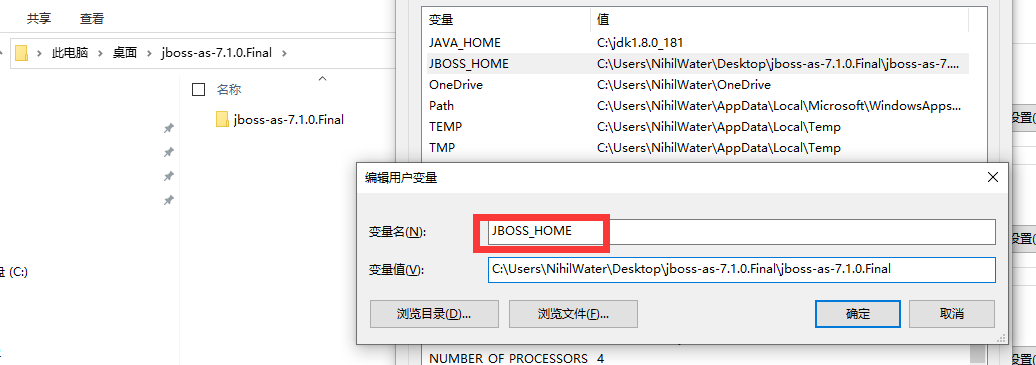 共享 查看
此电脑 > 桌面 > jboss-as-7.1.0.Final >
名称
jboss-as-7.1.0.Final
(C:)
变量 值
JAVA_HOME C:\jdk1.8.0_181
JBOSS_HOME C:\Users\NihilWater\Desktop\jboss-as-7.1.0.Final\jboss-as-7....
OneDrive C:\Users\NihilWater\OneDrive
Path C:\Users\NihilWater\AppData\Local\Microsoft\WindowsApps...
TEMP C:\Users\NihilWater\AppData\Local\Temp
TMP C:\Users\NihilWater\AppData\Local\Temp
编辑用户变量
变量名(N): JBOSS_HOME
变量值(V): C:\Users\NihilWater\Desktop\jboss-as-7.1.0.Final\jboss-as-7.1.0.Final
浏览目录(D)... 浏览文件(F)... 确定 取消
NUMBER OF PROCESSORS 4
设置(
设置(
设置(